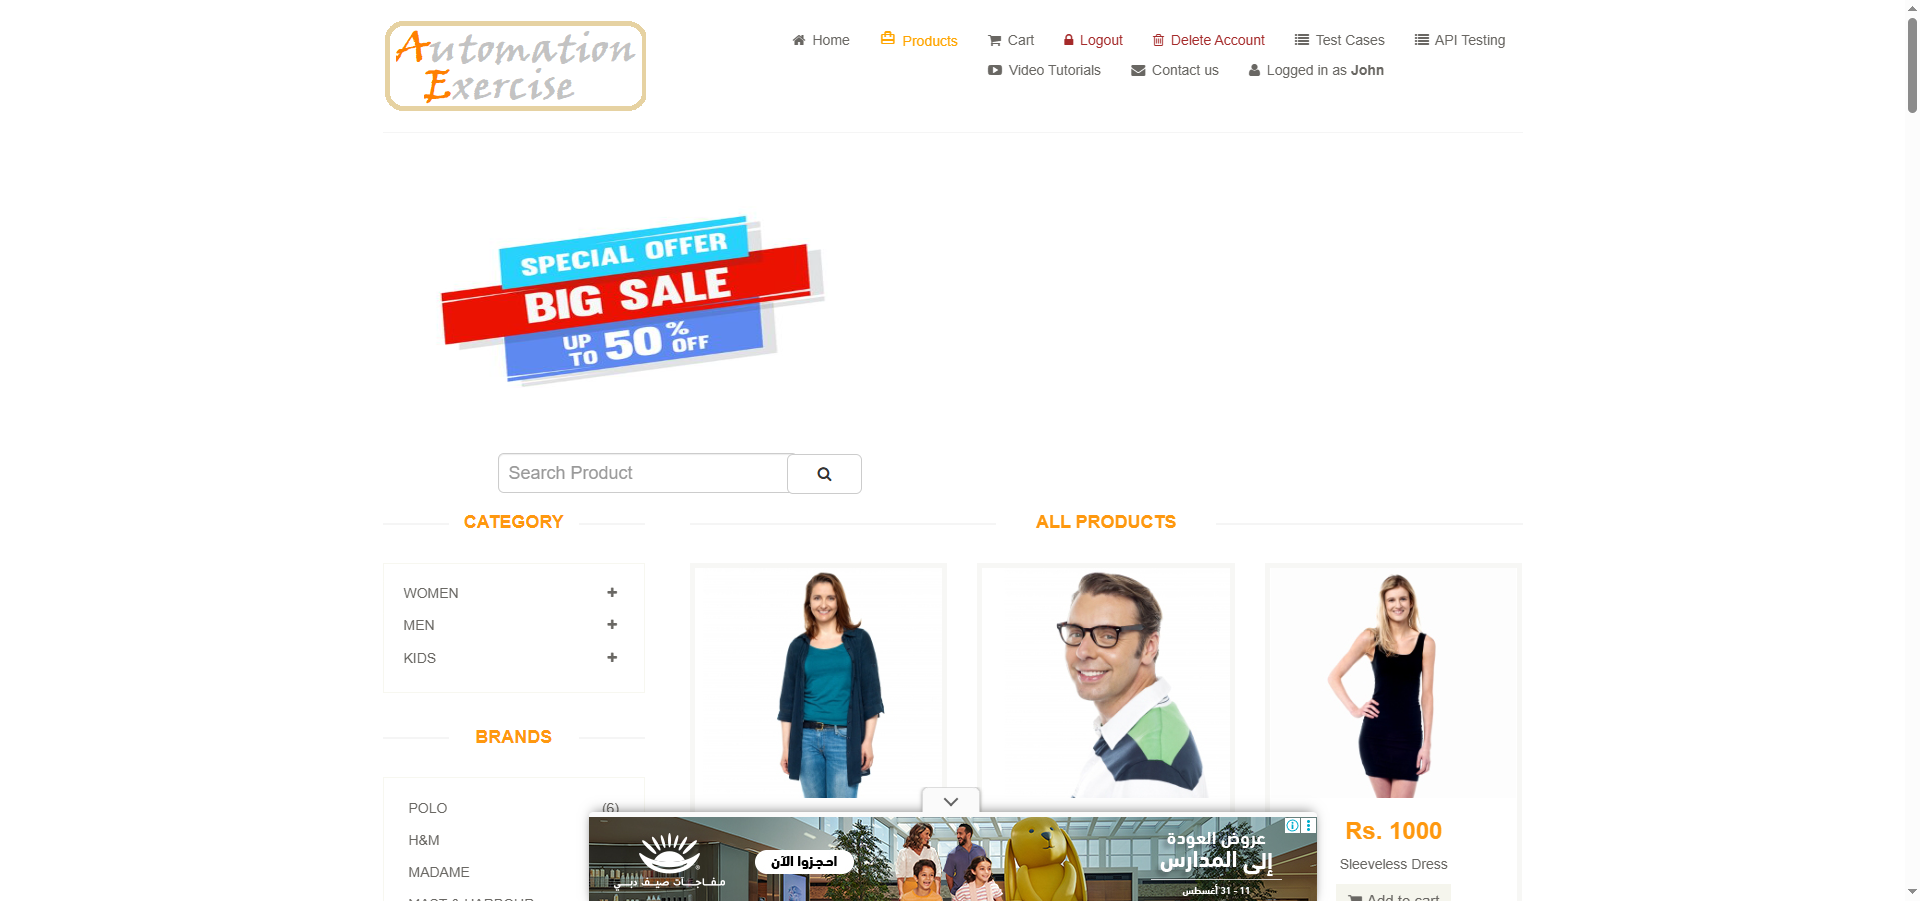 Automation
Exercise
Home
Products
Cart
Logout
Delete Account
Test Cases
API Testing
Video Tutorials
Contact us
Logged in as John
SPECIAL OFFER
BIG SALE
UP TO 50% OFF
Search Product
CATEGORY
WOMEN
MEN
KIDS
ALL PRODUCTS
BRANDS
POLO (6)
H&M
MADAME
MAST & HARBOUR
Rs. 1000
Sleeveless Dress
Add to cart
مفاجآت صيف دبي
احجزوا الآن
عروض العودة
إلى المدارس
11 - 31 أغسطس